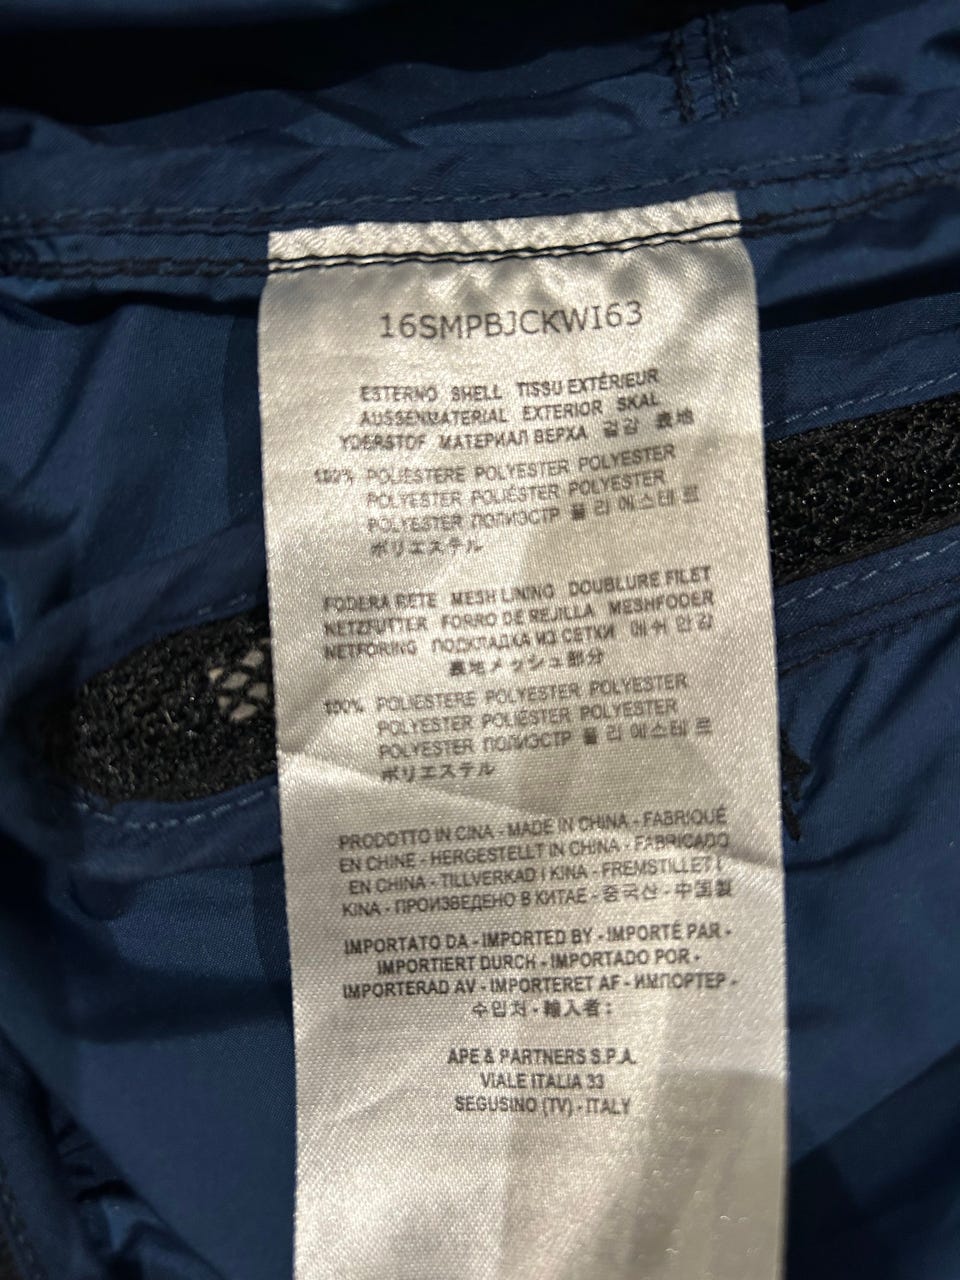 16SMPBJCKWI63
ESTERNO SHELL TISSU EXTÉRIEUR
AUSSENMATERIAL EXTERIOR SKAL
YDERSTOF МАТЕРИАЛ ВЕРХА 겉감 表地
100% POLIESTERE POLYESTER POLYESTER
POLYESTER POLIÉSTER POLYESTER
POLYESTER ПОЛИЭСТР 폴 리 에스테 르
ポリエステル
FODERA RETE MESH LINING DOUBLURE FILET
NETZFUTTER FORRO DE REJILLA MESHFODER
NETFORING ПОДКЛАДКА ИЗ СЕТКИ 메쉬 안감
裏地メッシュ部分
100% POLIESTERE POLYESTER POLYESTER
POLYESTER POLIÉSTER POLYESTER
POLYESTER ПОЛИЭСТР 폴 리 에스테 르
ポリエステル
PRODOTTO IN CINA - MADE IN CHINA - FABRIQUÉ
EN CHINE - HERGESTELLT IN CHINA - FABRICADO
EN CHINA - TILLVERKAD I KINA - FREMSTILLET I
KINA - ПРОИЗВЕДЕНО В КИТАЕ - 중국산 - 中国製
IMPORTATO DA - IMPORTED BY - IMPORTÉ PAR -
IMPORTIERT DURCH - IMPORTADO POR -
IMPORTERAD AV - IMPORTERET AF - ИМПОРТЕР -
수입처 - 輸入者 :
APE & PARTNERS S.P.A.
VIALE ITALIA 33
SEGUSINO (TV) - ITALY